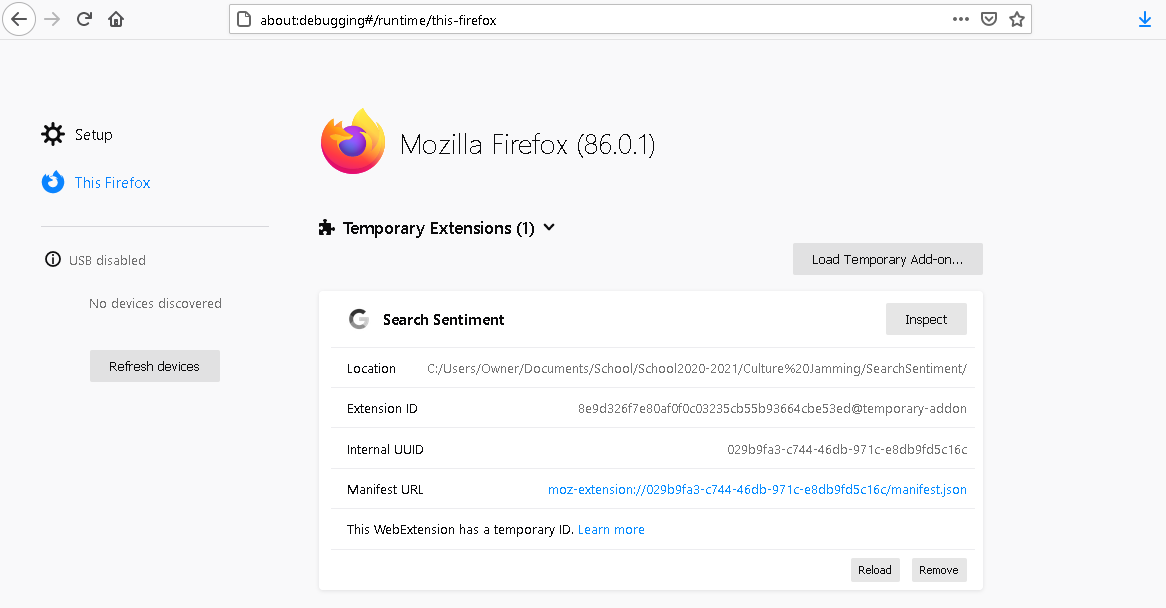 about:debugging#/runtime/this-firefox
Setup
This Firefox
USB disabled
No devices discovered
Refresh devices
Mozilla Firefox (86.0.1)
Temporary Extensions (1)
Load Temporary Add-on...
Search Sentiment
Inspect
Location C:/Users/Owner/Documents/School/School2020-2021/Culture%20Jamming/SearchSentiment/
Extension ID 8e9d326f7e80af0f0c03235cb55b93664cbe53ed@temporary-addon
Internal UUID 029b9fa3-c744-46db-971c-e8db9fd5c16c
Manifest URL moz-extension://029b9fa3-c744-46db-971c-e8db9fd5c16c/manifest.json
This WebExtension has a temporary ID. Learn more
Reload Remove